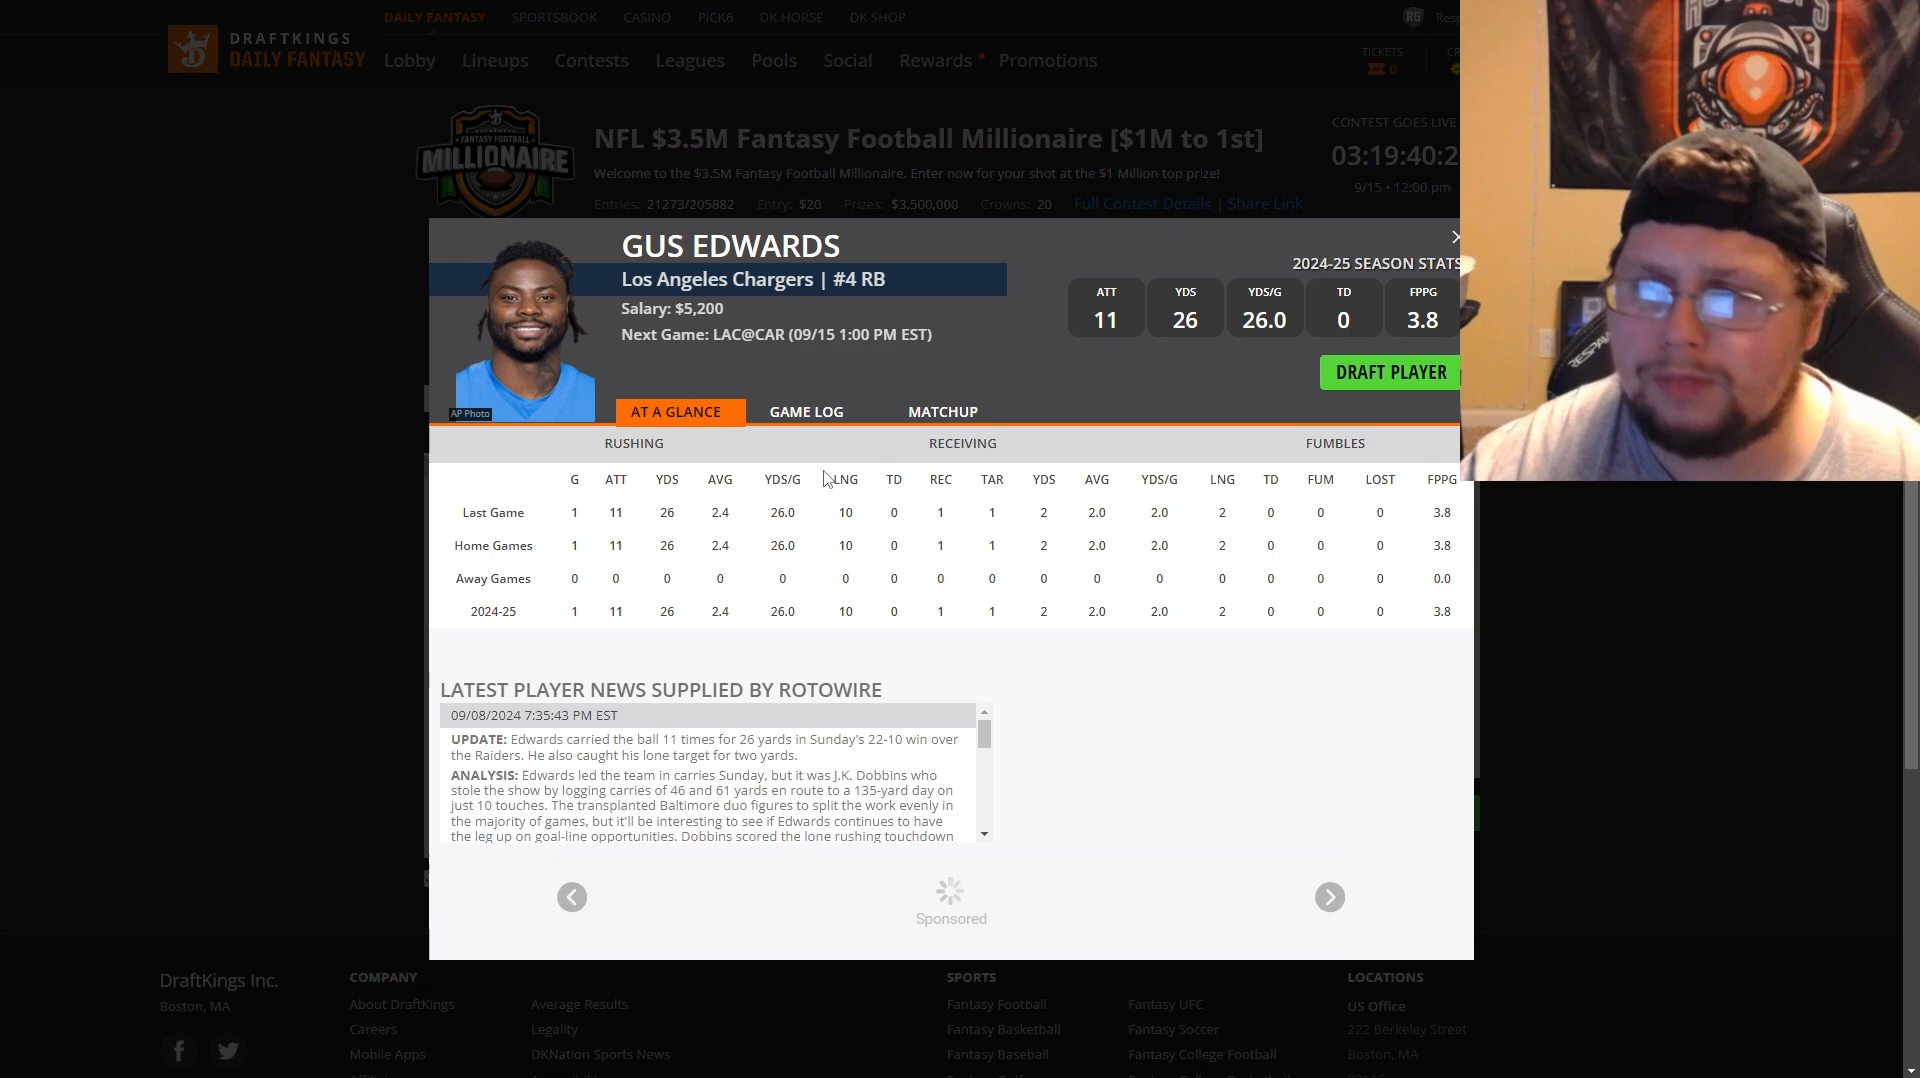 DAILY FANTASY SPORTSBOOK CASINO PICK6 DK HORSE DK SHOP
RG
DRAFTKINGS
DAILY FANTASY
Lobby Lineups Contests Leagues Pools Social Rewards Promotions
TICKETS
0
MILLIONAIRE
FANTASY FOOTBALL
NFL $3.5M Fantasy Football Millionaire [$1M to 1st]
Welcome to the $3.5M Fantasy Football Millionaire. Enter now for your shot at the $1 Million top prize!
Entries: 21273/205882 Entry: $20 Prizes: $3,500,000 Crowns: 20 Full Contest Details | Share Link
CONTEST GOES LIVE
03:19:40:2
9/15 • 12:00 pm
GUS EDWARDS
Los Angeles Chargers | #4 RB
Salary: $5,200
Next Game: LAC@CAR (09/15 1:00 PM EST)
2024-25 SEASON STATS
ATT YDS YDS/G TD FPPG
11 26 26.0 0 3.8
DRAFT PLAYER
AP Photo
AT A GLANCE GAME LOG MATCHUP
RUSHING RECEIVING FUMBLES
G ATT YDS AVG YDS/G LNG TD REC TAR YDS AVG YDS/G LNG TD FUM LOST FPPG
Last Game 1 11 26 2.4 26.0 10 0 1 1 2 2.0 2.0 2 0 0 0 3.8
Home Games 1 11 26 2.4 26.0 10 0 1 1 2 2.0 2.0 2 0 0 0 3.8
Away Games 0 0 0 0 0 0 0 0 0 0 0 0 0 0 0 0 0.0
2024-25 1 11 26 2.4 26.0 10 0 1 1 2 2.0 2.0 2 0 0 0 3.8
LATEST PLAYER NEWS SUPPLIED BY ROTOWIRE
09/08/2024 7:35:43 PM EST
UPDATE: Edwards carried the ball 11 times for 26 yards in Sunday's 22-10 win over
the Raiders. He also caught his lone target for two yards.
ANALYSIS: Edwards led the team in carries Sunday, but it was J.K. Dobbins who
stole the show by logging carries of 46 and 61 yards en route to a 135-yard day on
just 10 touches. The transplanted Baltimore duo figures to split the work evenly in
the majority of games, but it'll be interesting to see if Edwards continues to have
the leg up on goal-line opportunities. Dobbins scored the lone rushing touchdown
Sponsored
DraftKings Inc.
Boston, MA
COMPANY
About DraftKings
Careers
Mobile Apps
Average Results
Legality
DKNation Sports News
SPORTS
Fantasy Football
Fantasy Basketball
Fantasy Baseball
Fantasy UFC
Fantasy Soccer
Fantasy College Football
LOCATIONS
US Office
222 Berkeley Street
Boston, MA